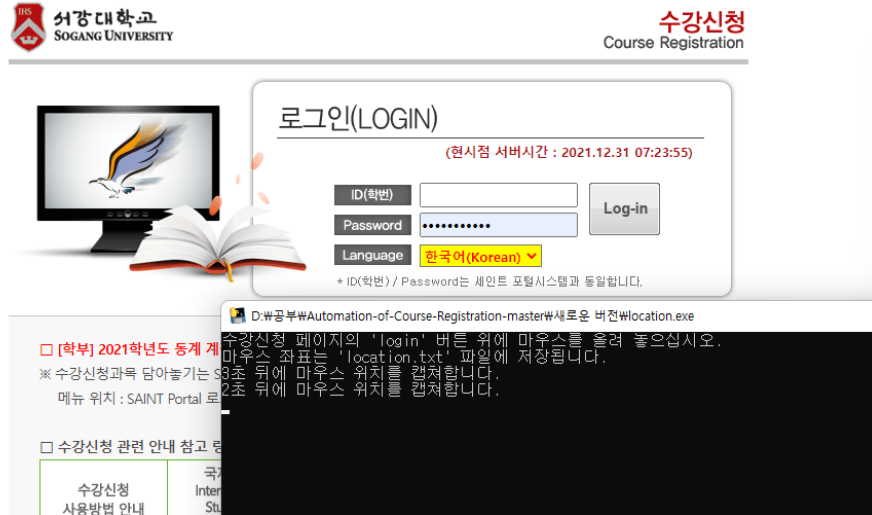 IHS
서강대학교
SOGANG UNIVERSITY
수강신청
Course Registration
로그인(LOGIN)
(현시점 서버시간 : 2021.12.31 07:23:55)
ID(학번)
Password •••••••••••
Log-in
Language 한국어(Korean)
* ID(학번) / Password는 세인트 포털시스템과 동일합니다.
D:₩공부₩Automation-of-Course-Registration-master₩새로운 버전₩location.exe
수강신청 페이지의 'login' 버튼 위에 마우스를 올려 놓으십시오.
마우스 좌표는 'location.txt' 파일에 저장됩니다.
3초 뒤에 마우스 위치를 캡쳐합니다.
2초 뒤에 마우스 위치를 캡쳐합니다.
□ [학부] 2021학년도 동계 계
※ 수강신청과목 담아놓기는 S
메뉴 위치 : SAINT Portal 로
□ 수강신청 관련 안내 참고
수강신청
사용방법 안내
국
Inter
Stu